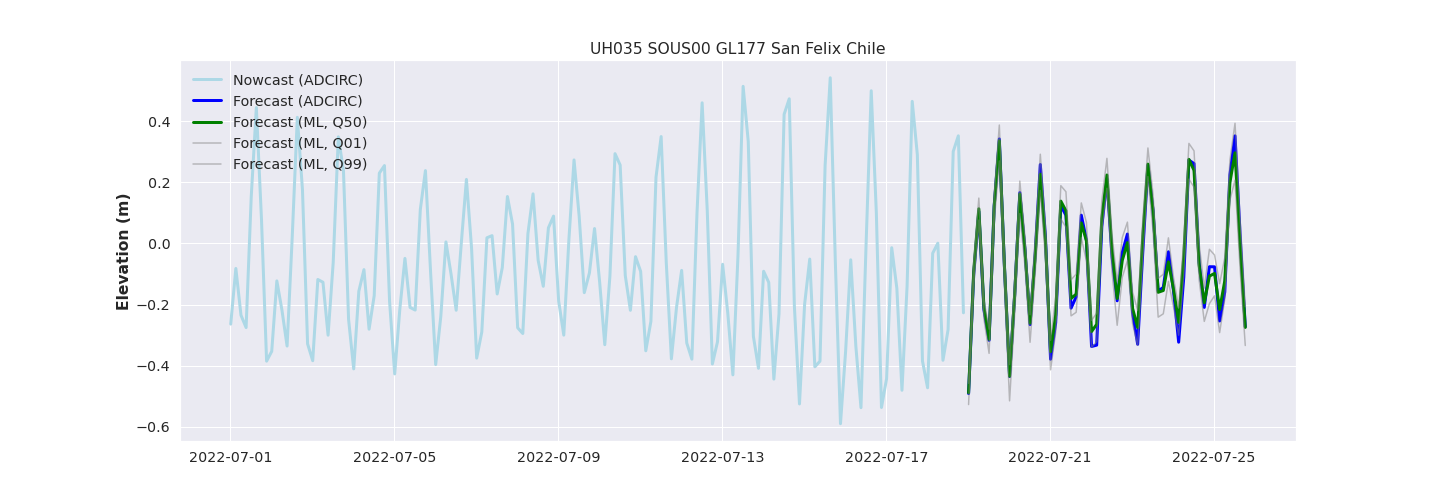 UH035 SOUS00 GL177 San Felix Chile
Nowcast (ADCIRC)
Forecast (ADCIRC)
Forecast (ML, Q50)
Forecast (ML, Q01)
Forecast (ML, Q99)
Elevation (m)
0.4
0.2
0.0
−0.2
−0.4
−0.6
2022-07-01 2022-07-05 2022-07-09 2022-07-13 2022-07-17 2022-07-21 2022-07-25